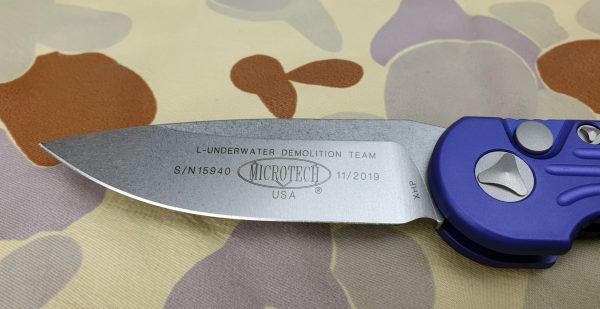 L-UNDERWATER DEMOLITION TEAM
S/N15940 MICROTECH ® 11/2019
USA
XHP